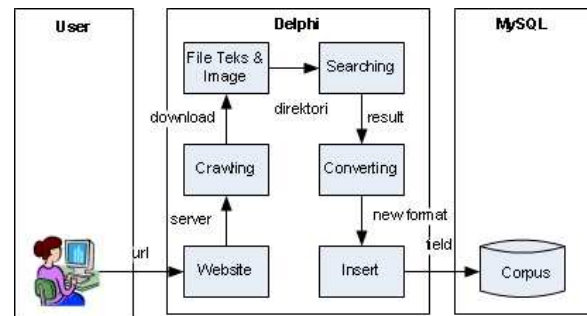 User
Delphi
MySQL
File Teks &
Image
Searching
direktori
download
result
Crawling
Converting
server
new format
field
url
Website
Insert
Corpus